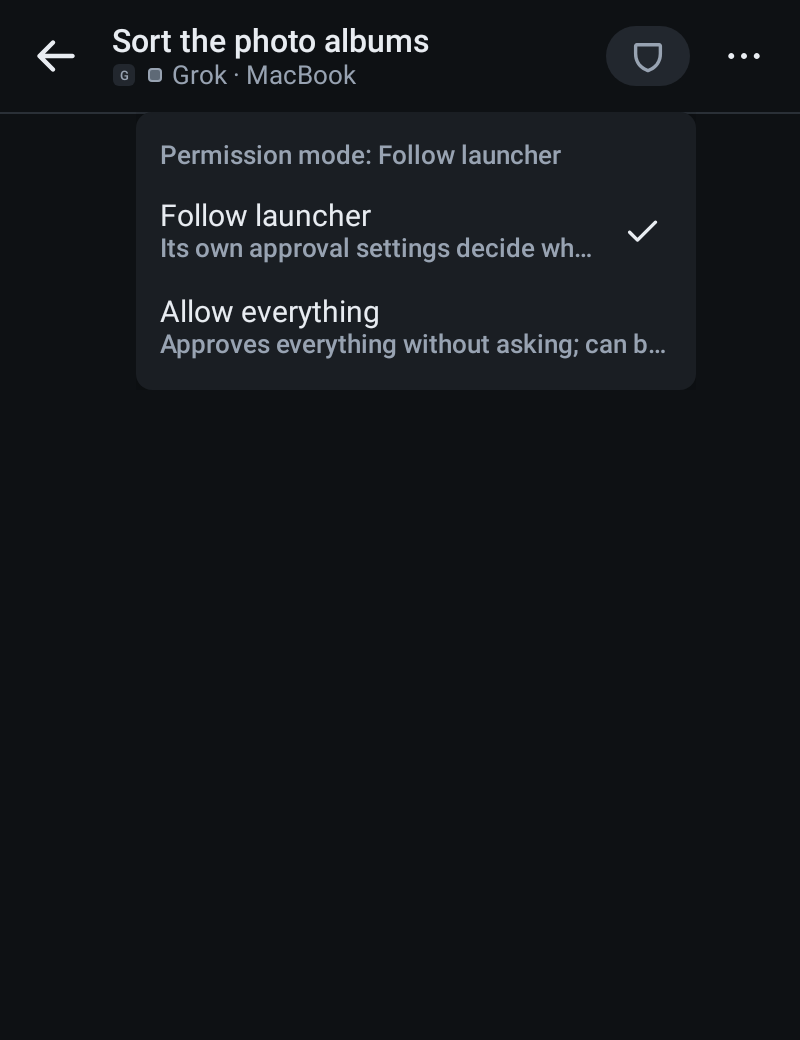 Sort the photo albums
G Grok · MacBook
Permission mode: Follow launcher
Follow launcher
Its own approval settings decide wh…
Allow everything
Approves everything without asking; can b…